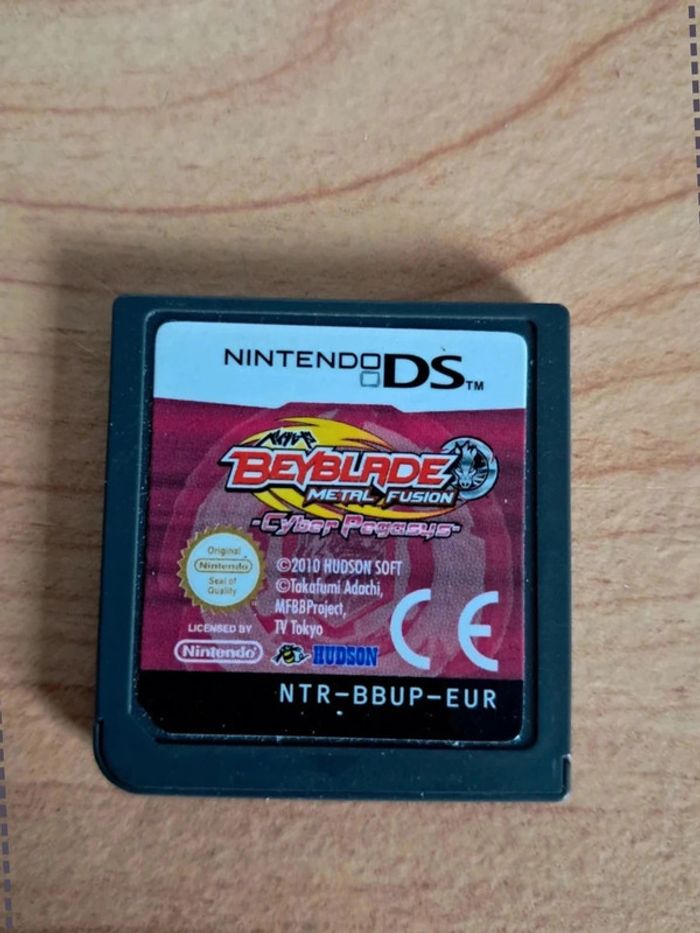 NINTENDO DS™
BEYBLADE
METAL FUSION
-Cyber Pegasus-
Original
Nintendo
Seal of
Quality
©2010 HUDSON SOFT
©Takafumi Adachi,
MFBBProject,
TV Tokyo
LICENSED BY
Nintendo
HUDSON
CE
NTR-BBUP-EUR